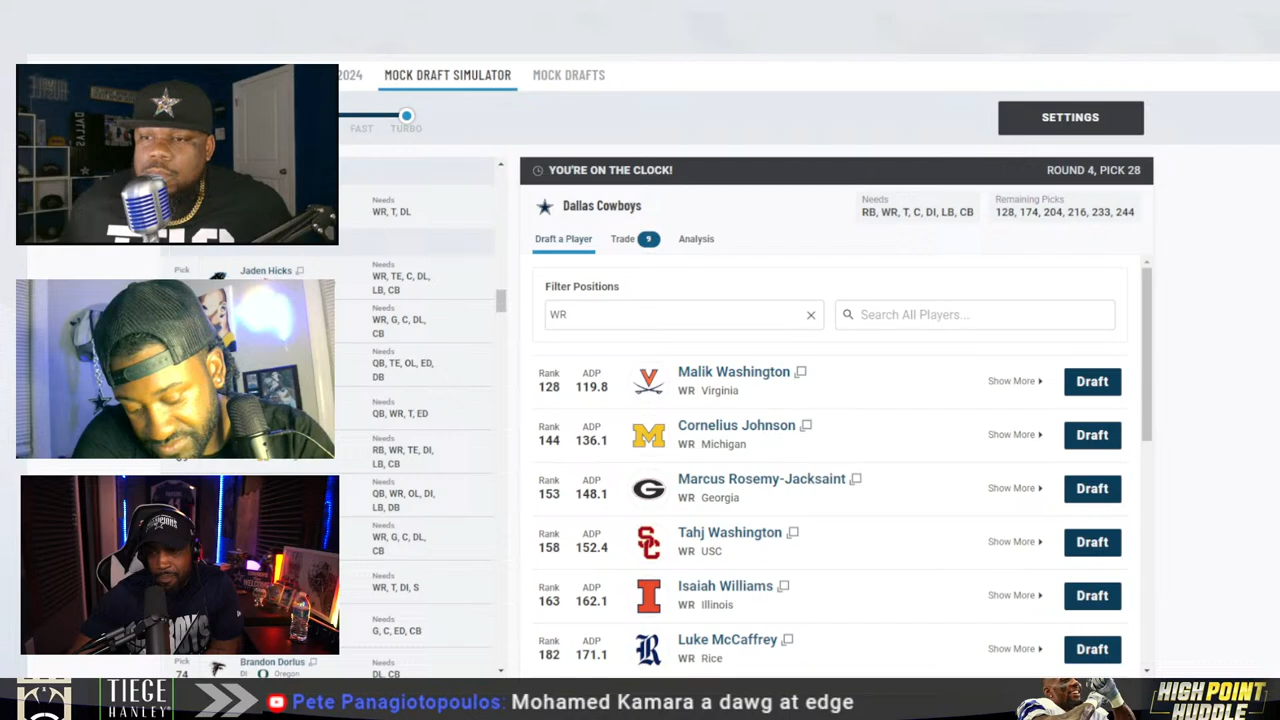 2024
MOCK DRAFT SIMULATOR
MOCK DRAFTS
FAST
TURBO
SETTINGS
YOU'RE ON THE CLOCK!
ROUND 4, PICK 28
Dallas Cowboys
Needs
RB, WR, T, C, DI, LB, CB
Remaining Picks
128, 174, 204, 216, 233, 244
Draft a Player
Trade 9
Analysis
Filter Positions
WR
Search All Players...
Rank
128
ADP
119.8
Malik Washington
WR Virginia
Show More
Draft
Rank
144
ADP
136.1
Cornelius Johnson
WR Michigan
Show More
Draft
Rank
153
ADP
148.1
Marcus Rosemy-Jacksaint
WR Georgia
Show More
Draft
Rank
158
ADP
152.4
Tahj Washington
WR USC
Show More
Draft
Rank
163
ADP
162.1
Isaiah Williams
WR Illinois
Show More
Draft
Rank
182
ADP
171.1
Luke McCaffrey
WR Rice
Show More
Draft
Needs
WR, T, DL
Pick
Jaden Hicks
Needs
WR, TE, C, DL,
LB, CB
Needs
WR, G, C, DL,
CB
Needs
QB, TE, OL, ED,
DB
Needs
QB, WR, T, ED
Needs
RB, WR, TE, DI,
LB, CB
Needs
QB, WR, OL, DI,
LB, DB
Needs
WR, G, C, DL,
CB
Needs
WR, T, DI, S
Needs
G, C, ED, CB
Pick
74
Brandon Dorlus
DI Oregon
Needs
DL, CB
DALLAS
TIEGE
HANLEY
Pete Panagiotopoulos: Mohamed Kamara a dawg at edge
HIGH POINT
HUDDLE